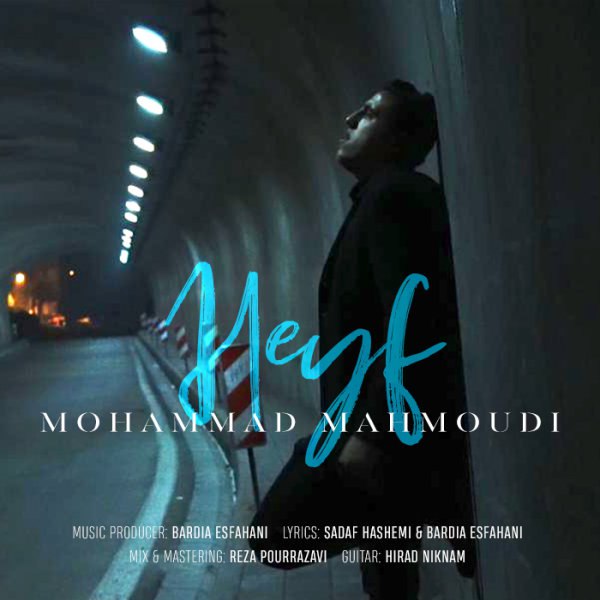 Heyf
MOHAMMAD MAHMOUDI
MUSIC PRODUCER: BARDIA ESFAHANI LYRICS: SADAF HASHEMI & BARDIA ESFAHANI
MIX & MASTERING: REZA POURRAZAVI GUITAR: HIRAD NIKNAM